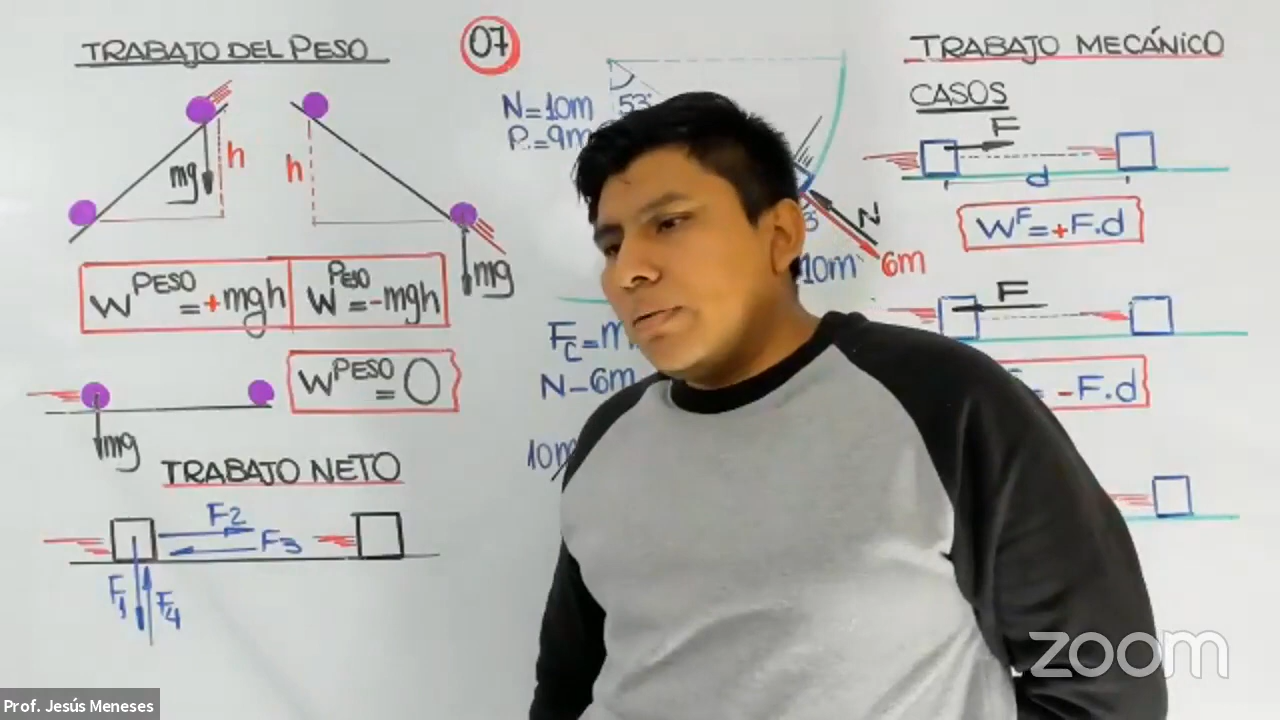 TRABAJO DEL PESO
mg
h
h
mg
W PESO = +mgh
W PESO = -mgh
W PESO = 0
mg
TRABAJO NETO
F2
F3
F1
F4
07
N=10m
53°
N
10m
6m
N-6m
10m
TRABAJO MECÁNICO
CASOS
F
d
W F = +F.d
F
= -F.d
zoom
Prof. Jesús Meneses